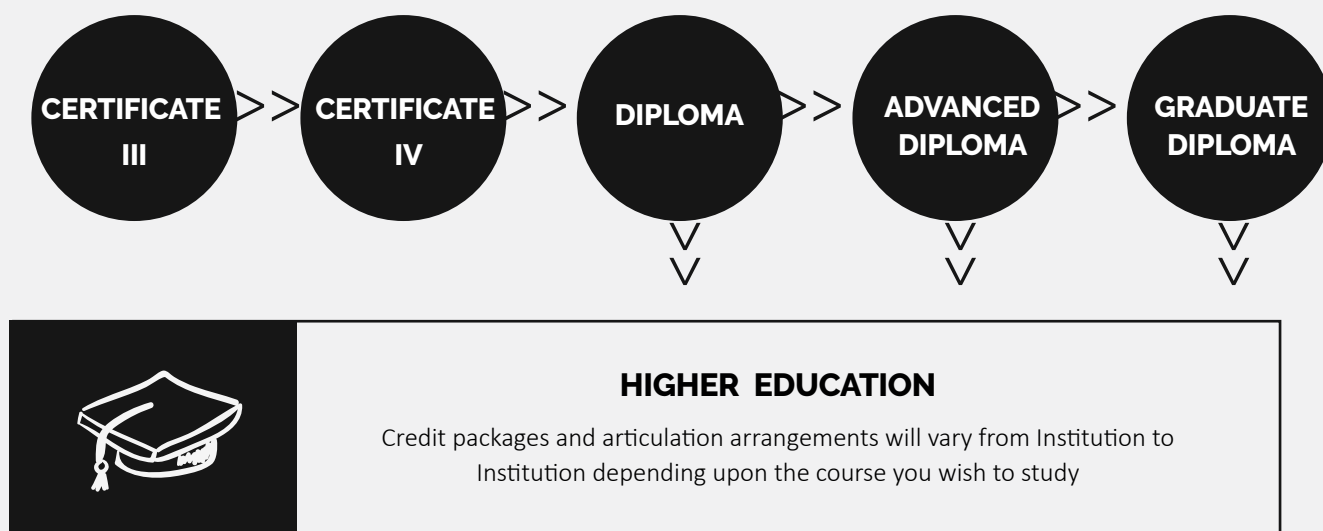 CERTIFICATE
III
>>
CERTIFICATE
IV
>>
DIPLOMA
>>
ADVANCED
DIPLOMA
>>
GRADUATE
DIPLOMA
HIGHER EDUCATION
Credit packages and articulation arrangements will vary from Institution to
Institution depending upon the course you wish to study